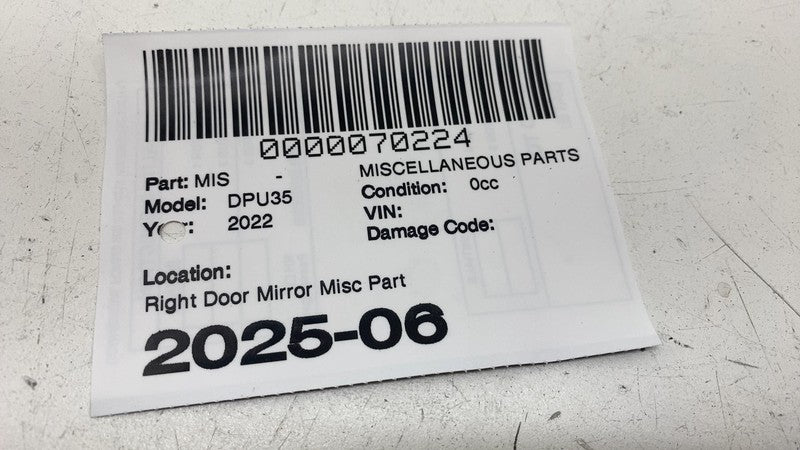 0000070224
Part: MIS - MISCELLANEOUS PARTS
Model: DPU35 Condition: 0cc
Year: 2022 VIN:
Damage Code:
Location:
Right Door Mirror Misc Part
2025-06